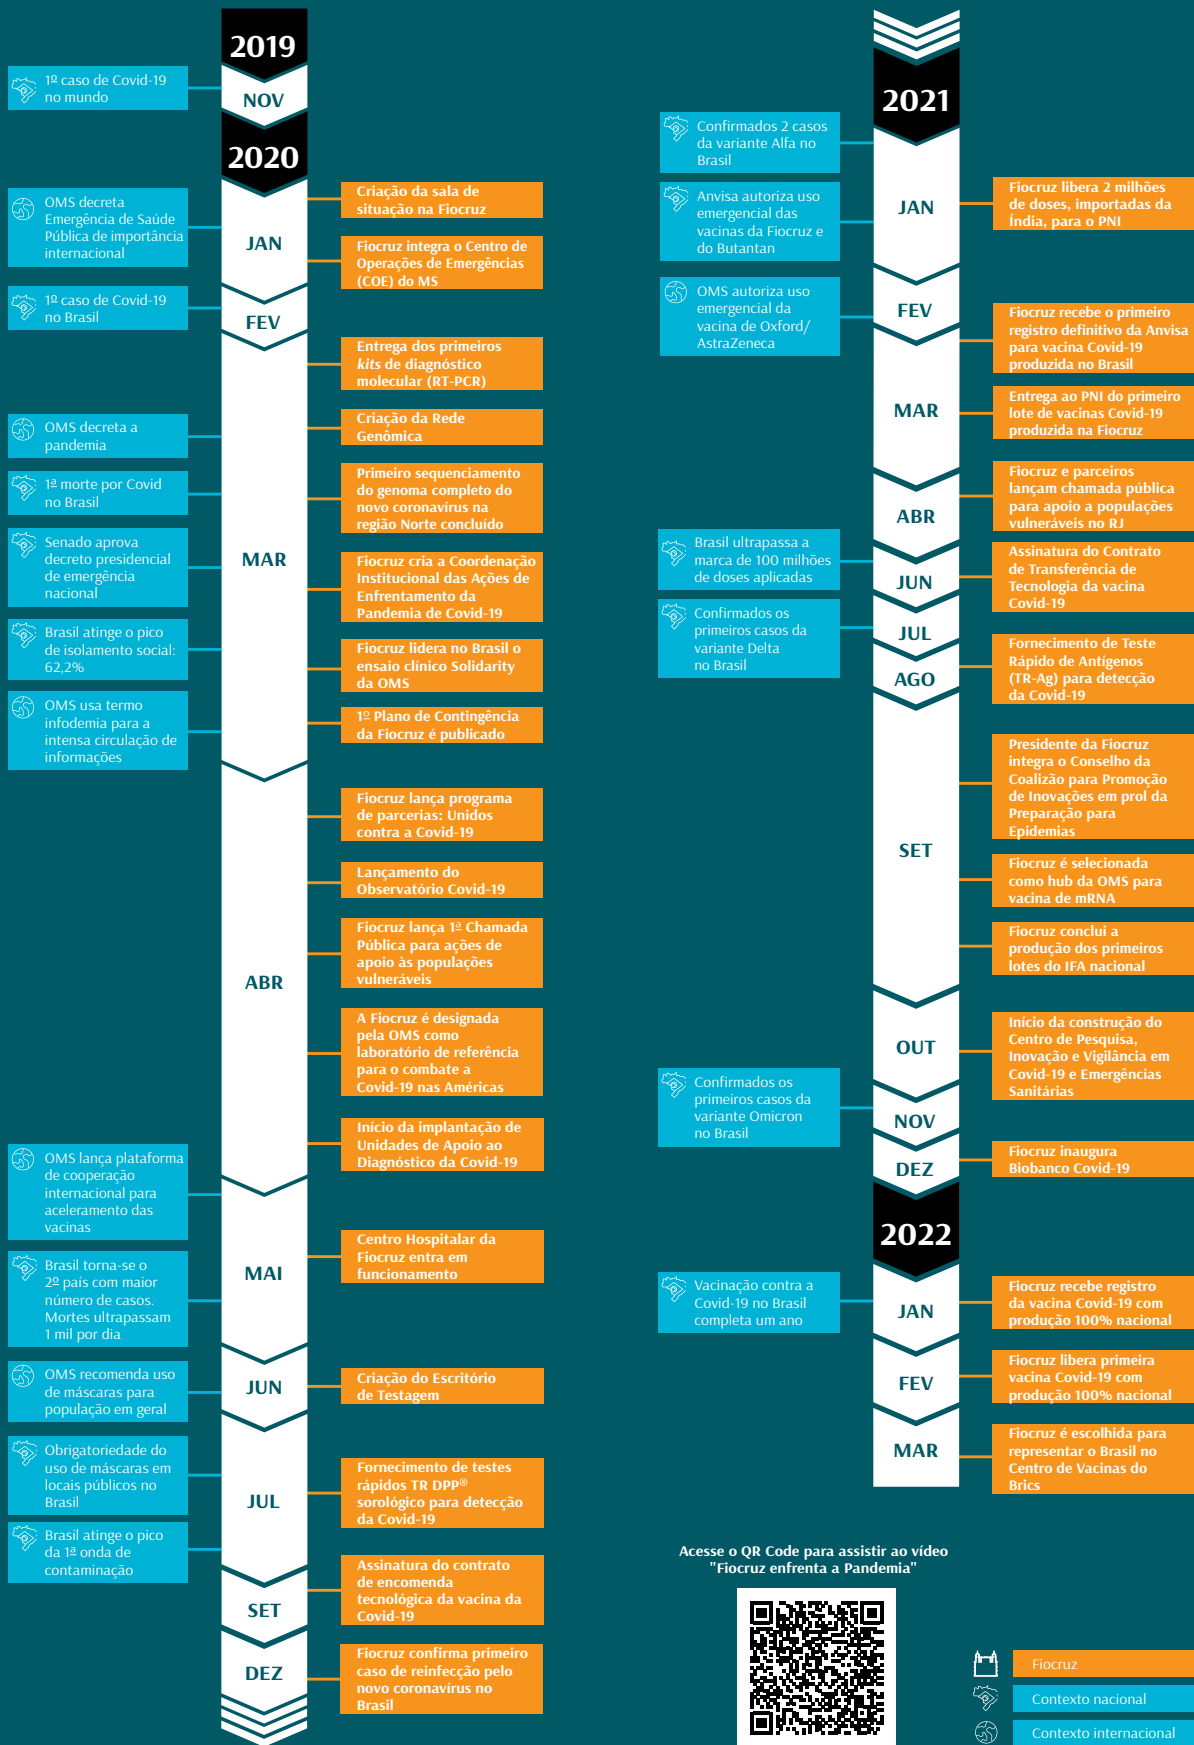 2019
1º caso de Covid-19
no mundo
NOV
2020
Criação da sala de
situação na Fiocruz
OMS decreta
Emergência de Saúde
Pública de importância
internacional
JAN
Fiocruz integra o Centro de
Operações de Emergências
(COE) do MS
1º caso de Covid-19
no Brasil
FEV
Entrega dos primeiros
kits de diagnóstico
molecular (RT-PCR)
Criação da Rede
Genômica
OMS decreta a
pandemia
Primeiro sequenciamento
do genoma completo do
novo coronavírus na
região Norte concluído
1ª morte por Covid
no Brasil
Senado aprova
decreto presidencial
de emergência
nacional
MAR
Fiocruz cria a Coordenação
Institucional das Ações de
Enfrentamento da
Pandemia de Covid-19
Brasil atinge o pico
de isolamento social:
62,2%
Fiocruz lidera no Brasil o
ensaio clínico Solidarity
da OMS
OMS usa termo
infodemia para a
intensa circulação de
informações
1º Plano de Contingência
da Fiocruz é publicado
Fiocruz lança programa
de parcerias: Unidos
contra a Covid-19
Lançamento do
Observatório Covid-19
Fiocruz lança 1ª Chamada
Pública para ações de
apoio às populações
vulneráveis
ABR
A Fiocruz é designada
pela OMS como
laboratório de referência
para o combate a
Covid-19 nas Américas
Início da implantação de
Unidades de Apoio ao
Diagnóstico da Covid-19
OMS lança plataforma
de cooperação
internacional para
aceleramento das
vacinas
Centro Hospitalar da
Fiocruz entra em
funcionamento
MAI
Brasil torna-se o
2º país com maior
número de casos.
Mortes ultrapassam
1 mil por dia
OMS recomenda uso
de máscaras para
população em geral
JUN
Criação do Escritório
de Testagem
Obrigatoriedade do
uso de máscaras em
locais públicos no
Brasil
JUL
Fornecimento de testes
rápidos TR DPP®
sorológico para detecção
da Covid-19
Brasil atinge o pico
da 1ª onda de
contaminação
Assinatura do contrato
de encomenda
tecnológica da vacina da
Covid-19
SET
DEZ
Fiocruz confirma primeiro
caso de reinfecção pelo
novo coronavírus no
Brasil
2021
Confirmados 2 casos
da variante Alfa no
Brasil
Anvisa autoriza uso
emergencial das
vacinas da Fiocruz e
do Butantan
JAN
Fiocruz libera 2 milhões
de doses, importadas da
Índia, para o PNI
OMS autoriza uso
emergencial da
vacina de Oxford/
AstraZeneca
FEV
Fiocruz recebe o primeiro
registro definitivo da Anvisa
para vacina Covid-19
produzida no Brasil
MAR
Entrega ao PNI do primeiro
lote de vacinas Covid-19
produzida na Fiocruz
Fiocruz e parceiros
lançam chamada pública
para apoio a populações
vulneráveis no RJ
ABR
Brasil ultrapassa a
marca de 100 milhões
de doses aplicadas
JUN
Assinatura do Contrato
de Transferência de
Tecnologia da vacina
Covid-19
Confirmados os
primeiros casos da
variante Delta
no Brasil
JUL
AGO
Fornecimento de Teste
Rápido de Antígenos
(TR-Ag) para detecção
da Covid-19
Presidente da Fiocruz
integra o Conselho da
Coalizão para Promoção
de Inovações em prol da
Preparação para
Epidemias
SET
Fiocruz é selecionada
como hub da OMS para
vacina de mRNA
Fiocruz conclui a
produção dos primeiros
lotes do IFA nacional
OUT
Início da construção do
Centro de Pesquisa,
Inovação e Vigilância em
Covid-19 e Emergências
Sanitárias
Confirmados os
primeiros casos da
variante Omicron
no Brasil
NOV
DEZ
Fiocruz inaugura
Biobanco Covid-19
2022
Vacinação contra a
Covid-19 no Brasil
completa um ano
JAN
Fiocruz recebe registro
da vacina Covid-19 com
produção 100% nacional
FEV
Fiocruz libera primeira
vacina Covid-19 com
produção 100% nacional
MAR
Fiocruz é escolhida para
representar o Brasil no
Centro de Vacinas do
Brics
Acesse o QR Code para assistir ao vídeo
"Fiocruz enfrenta a Pandemia"
Fiocruz
Contexto nacional
Contexto internacional